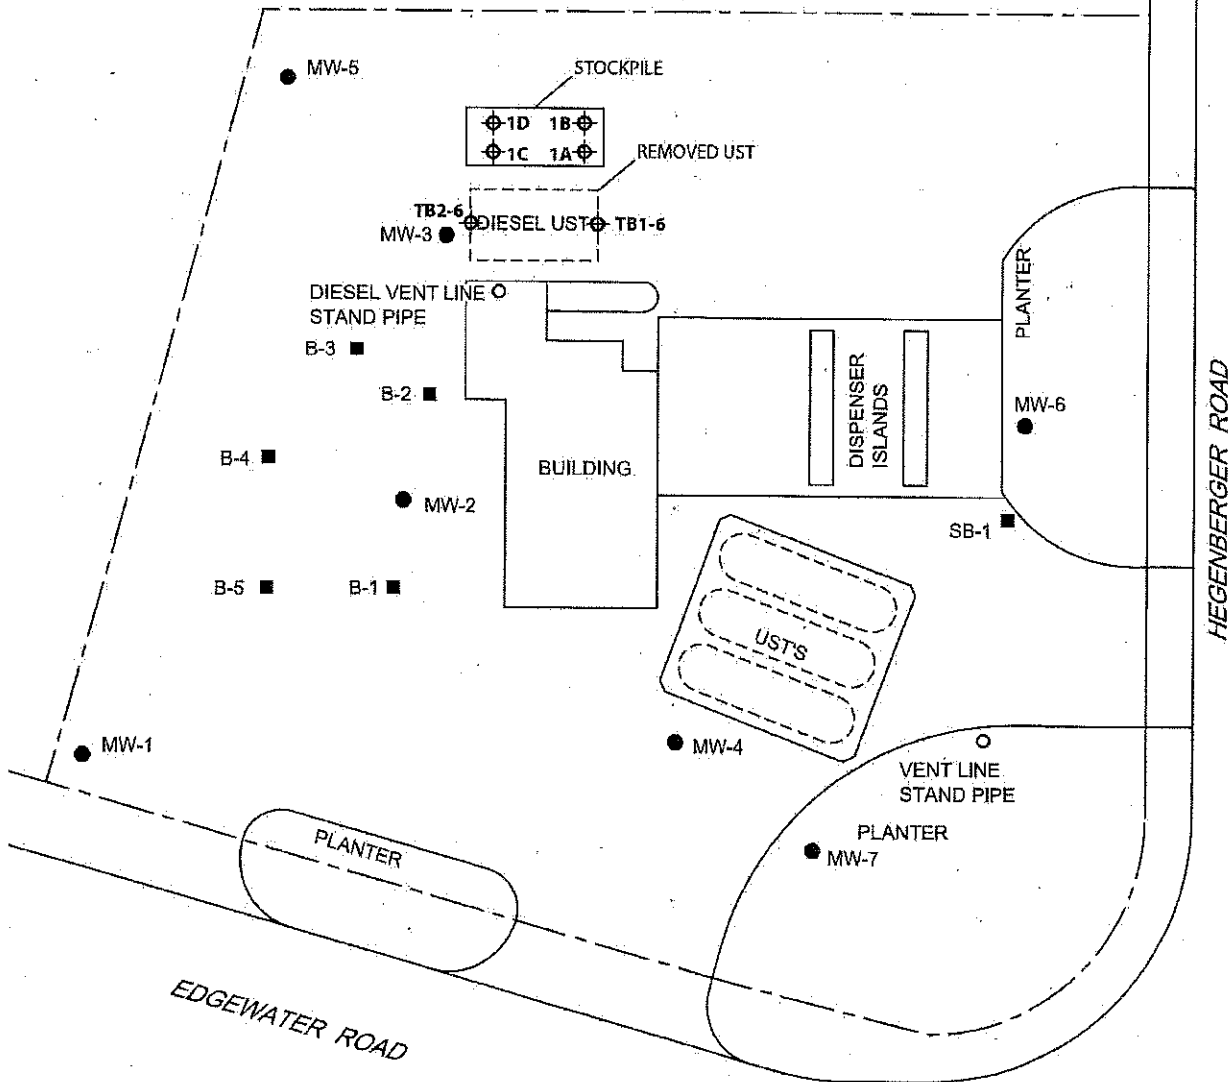 MW-5
STOCKPILE
1D 1B
1C 1A
REMOVED UST
TB2-6
DIESEL UST
TB1-6
MW-3
DIESEL VENT LINE
STAND PIPE
B-3
B-2
B-4
MW-2
B-5
B-1
BUILDING
DISPENSER
ISLANDS
PLANTER
MW-6
SB-1
HEGENBERGER ROAD
UST'S
MW-1
MW-4
VENT LINE
STAND PIPE
PLANTER
MW-7
PLANTER
EDGEWATER ROAD